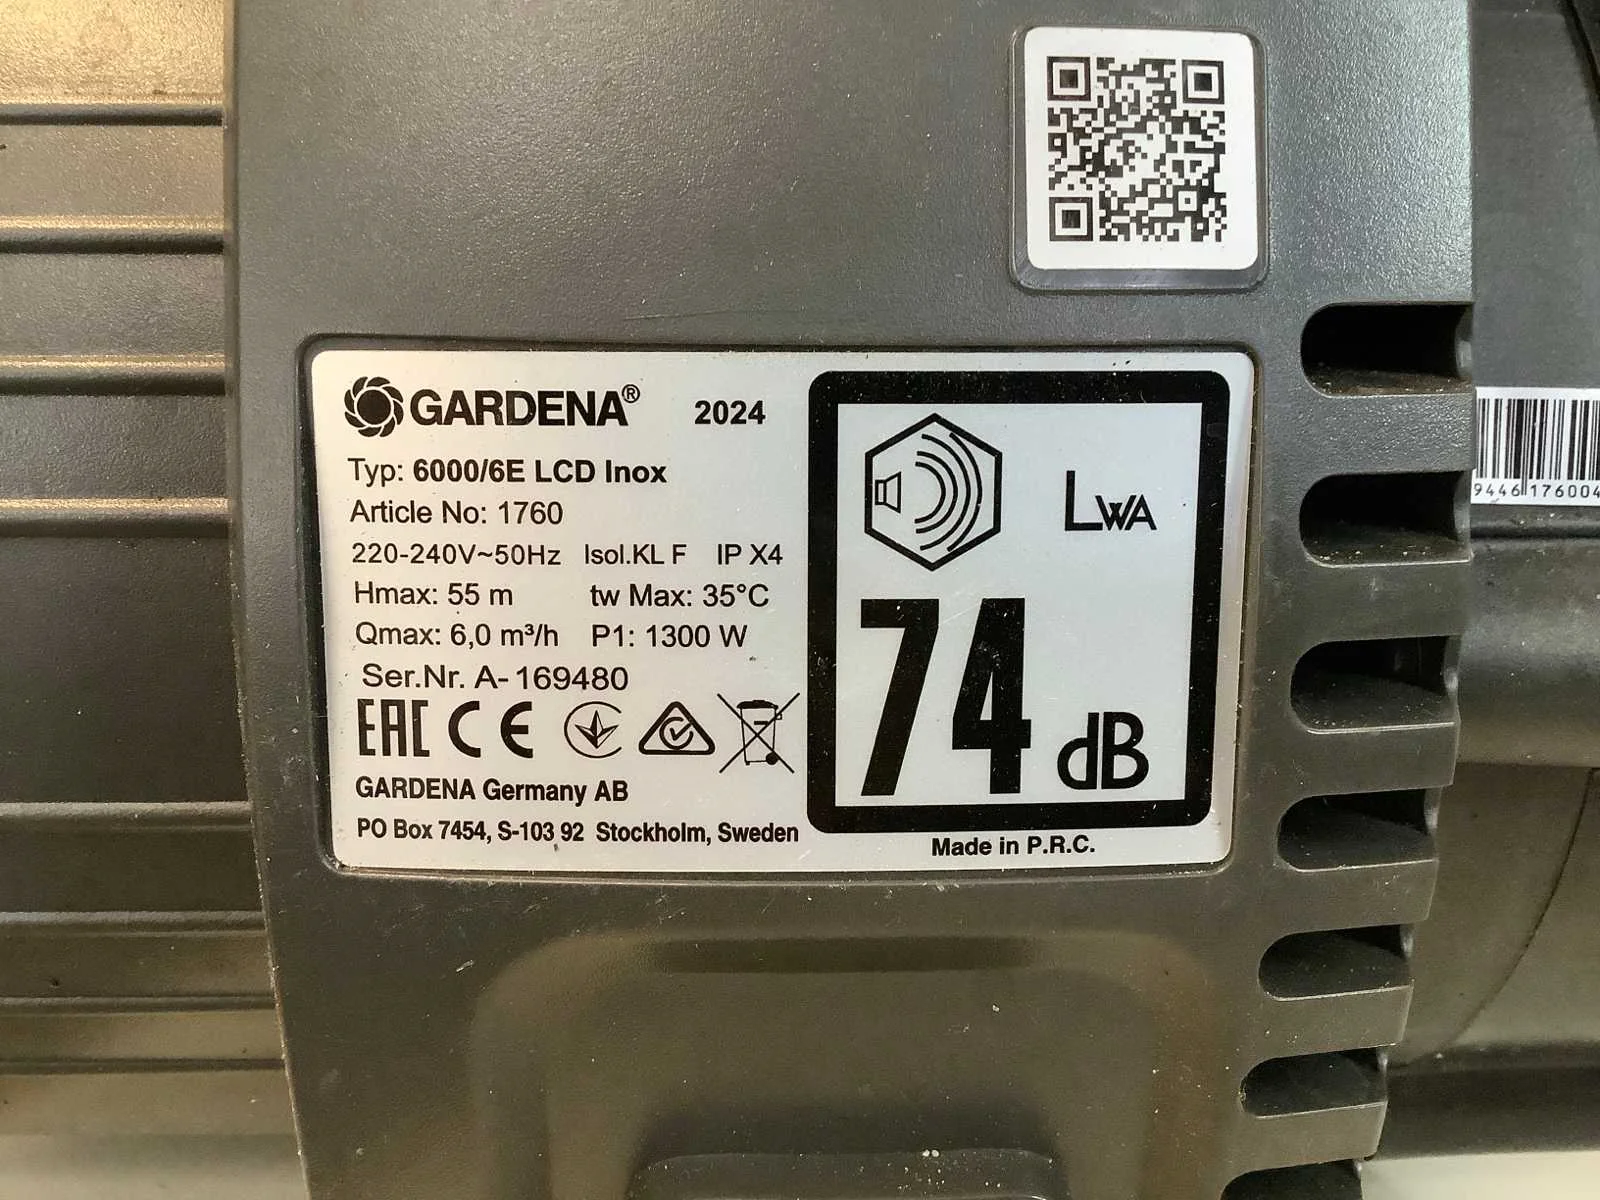 GARDENA® 2024
Typ: 6000/6E LCD Inox
Article No: 1760
220-240V~50Hz Isol.KL F IP X4
Hmax: 55 m tw Max: 35°C
Qmax: 6,0 m³/h P1: 1300 W
Ser.Nr. A-169480
EAC CE
GARDENA Germany AB
PO Box 7454, S-103 92 Stockholm, Sweden
LWA
74 dB
Made in P.R.C.
9446 176004